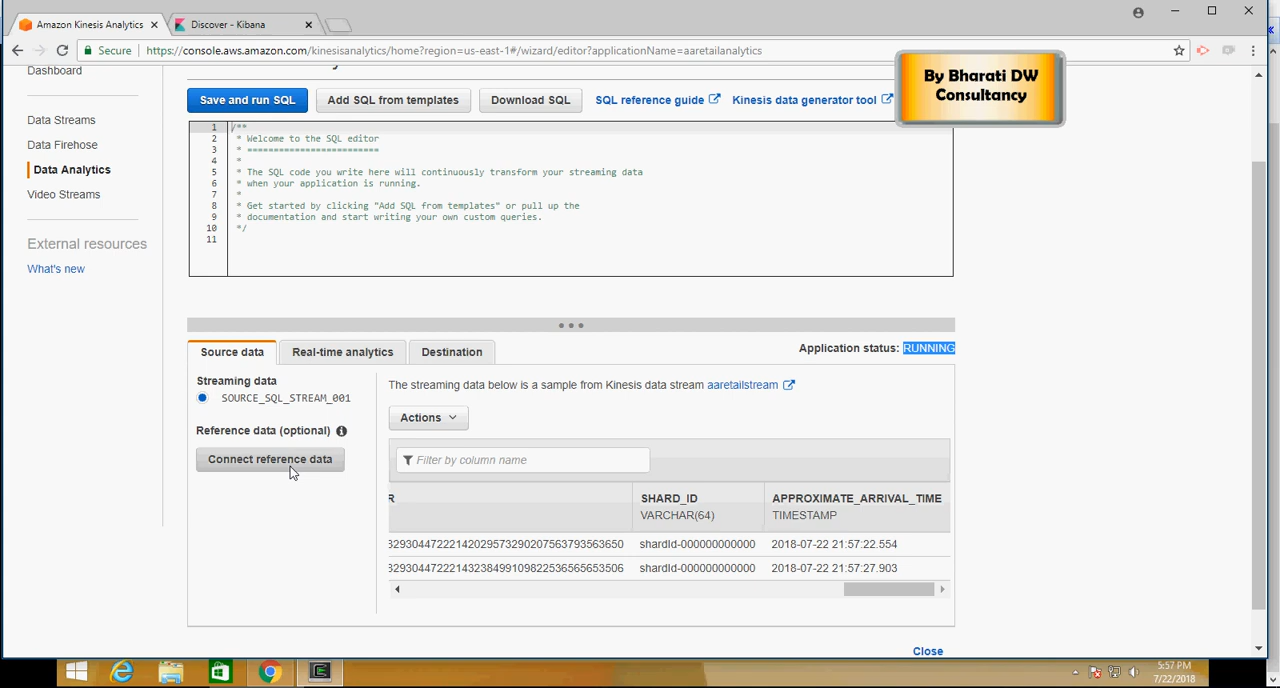 Amazon Kinesis Analytics
Discover - Kibana
Secure
https://console.aws.amazon.com/kinesisanalytics/home?region=us-east-1#/wizard/editor?applicationName=aaretailanalytics
By Bharati DW
Consultancy
Dashboard
Data Streams
Data Firehose
Data Analytics
Video Streams
External resources
What's new
Save and run SQL
Add SQL from templates
Download SQL
SQL reference guide
Kinesis data generator tool
1 /**
2 * Welcome to the SQL editor
3 * =========================
4 *
5 * The SQL code you write here will continuously transform your streaming data
6 * when your application is running.
7 *
8 * Get started by clicking "Add SQL from templates" or pull up the
9 * documentation and start writing your own custom queries.
10 */
11
Source data
Real-time analytics
Destination
Application status: RUNNING
Streaming data
SOURCE_SQL_STREAM_001
Reference data (optional)
Connect reference data
The streaming data below is a sample from Kinesis data stream aaretailstream
Actions
Filter by column name
R SHARD_ID APPROXIMATE_ARRIVAL_TIME
VARCHAR(64) TIMESTAMP
shardId-000000000000 2018-07-22 21:57:22.554
shardId-000000000000 2018-07-22 21:57:27.903
Close
5:57 PM
7/22/2018